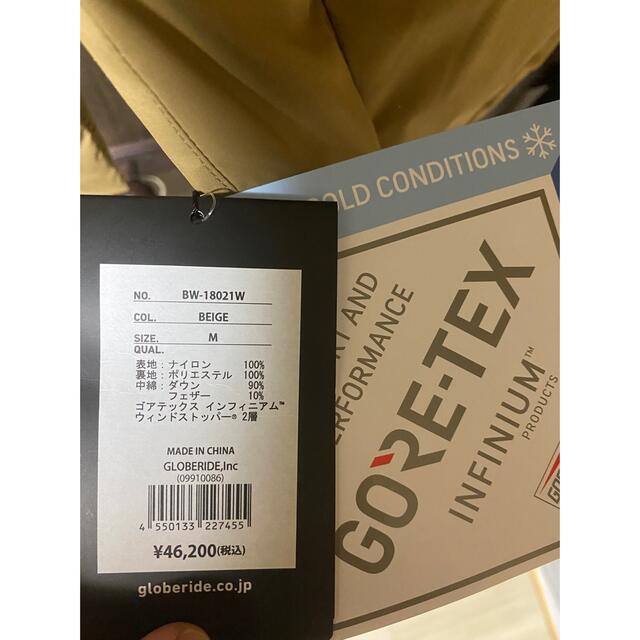 NO. BW-18021W
COL. BEIGE
SIZE. M
QUAL.
表地:ナイロン 100%
裏地:ポリエステル 100%
中綿:ダウン 90%
フェザー 10%
ゴアテックス インフィニアム™
ウィンドストッパー® 2層
MADE IN CHINA
GLOBERIDE,Inc
(09910086)
4 550133 227455
¥46,200(税込)
globeride.co.jp
COLD CONDITIONS
AND
PERFORMANCE
GORE-TEX
INFINIUM™
PRODUCTS